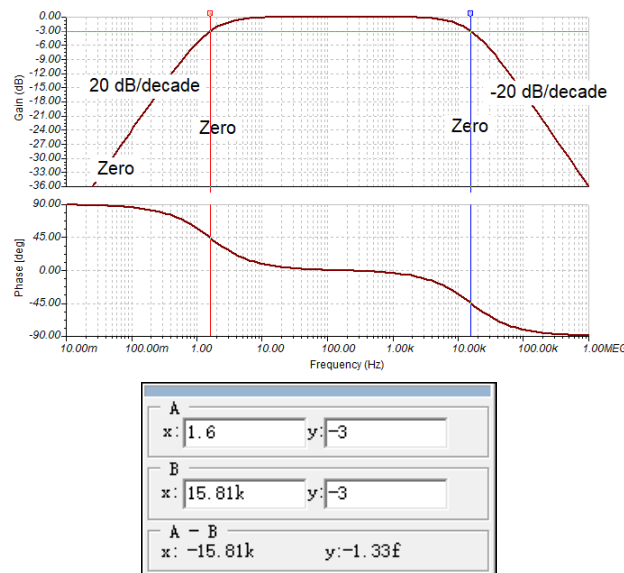 0.00
-3.00
-6.00
-9.00
-12.00
-15.00
-18.00
-21.00
-24.00
-27.00
-30.00
-33.00
-36.00
Gain (dB)
20 dB/decade
-20 dB/decade
Zero
Zero
Zero
90.00
45.00
0.00
-45.00
-90.00
Phase [deg]
10.00m 100.00m 1.00 10.00 100.00 1.00k 10.00k 100.00k 1.00MEG
Frequency (Hz)
A
x: 1.6 y: -3
B
x: 15.81k y: -3
A - B
x: -15.81k y:-1.33f